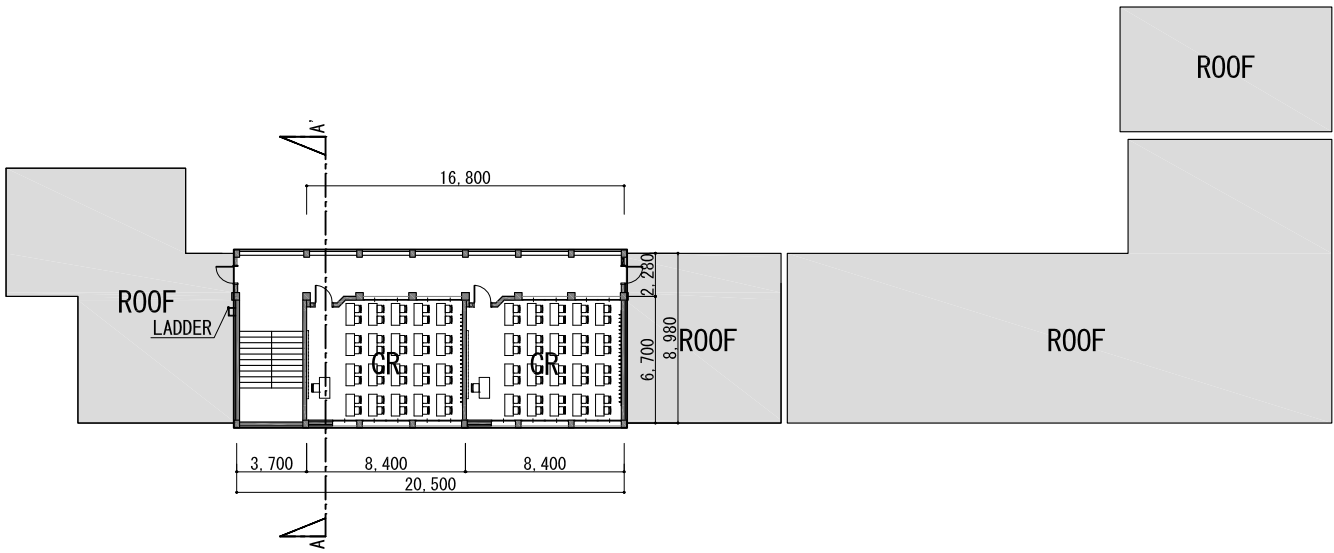 ROOF
A'
16,800
2,280
ROOF
LADDER
ROOF
8,980
ROOF
6,700
CR
CR
3,700
8,400
8,400
20,500
A